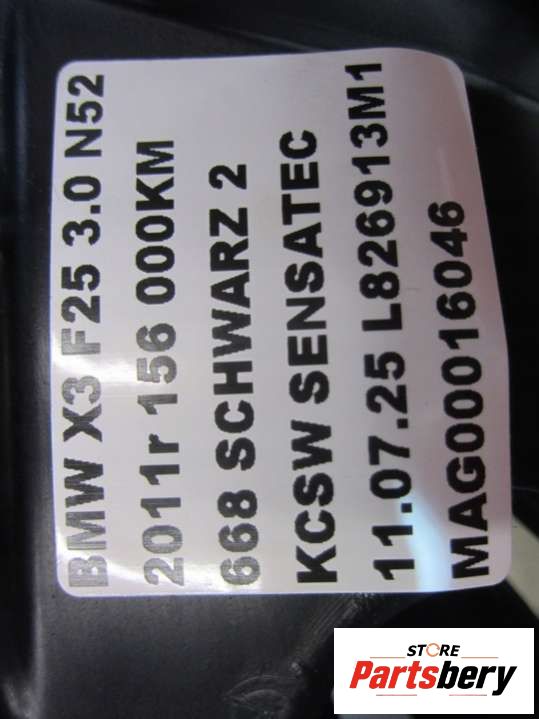 BMW X3 F25 3.0 N52
2011r 156 000KM
668 SCHWARZ 2
KCSW SENSATEC
11.07.25 L826913M1
MAG00016046
STORE
Partsbery